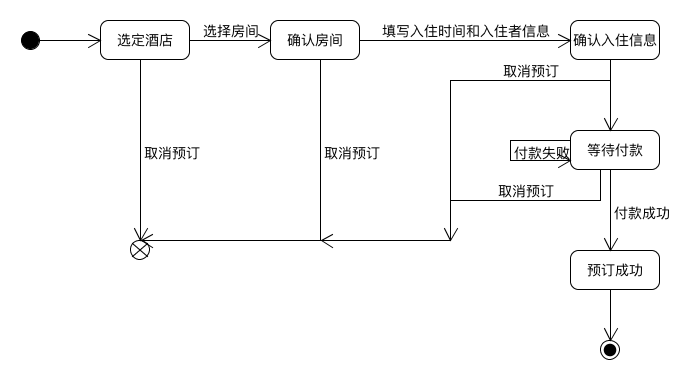 选定酒店
选择房间
确认房间
填写入住时间和入住者信息
确认入住信息
取消预订
取消预订
取消预订
付款失败
等待付款
取消预订
付款成功
预订成功